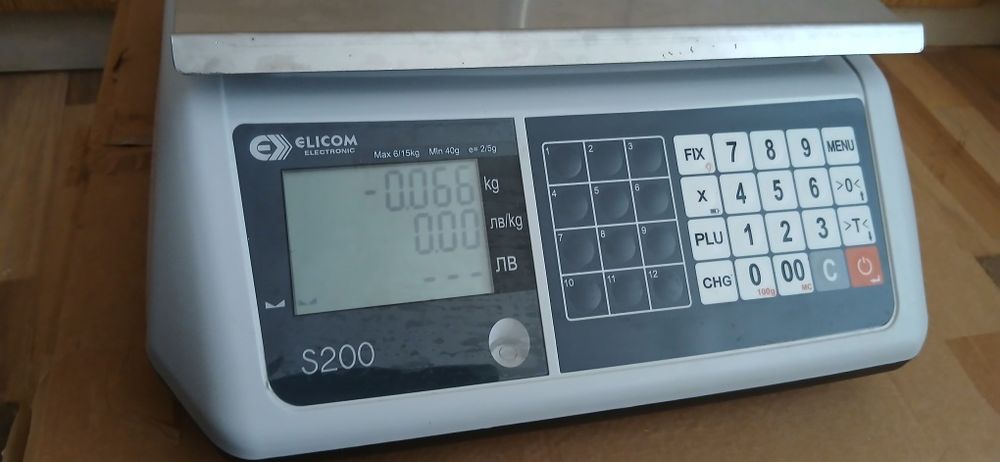 ELICOM
ELECTRONIC
Max 6/15kg Min 40g e= 2/5g
-0.066 kg
0.00 лв/kg
--- ЛВ
S200
1 2 3
4 5 6
7 8 9
10 11 12
FIX 7 8 9 MENU
X 4 5 6 >0<
PLU 1 2 3 >T<
CHG 0 00 C
100g MC